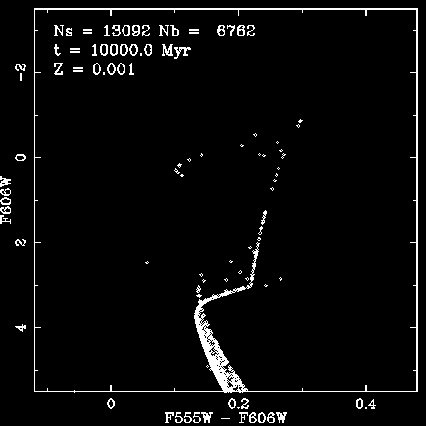 Ns = 13092 Nb = 6762
t = 10000.0 Myr
Z = 0.001
-2
0
2
4
F606W
0
0.2
0.4
F555W - F606W